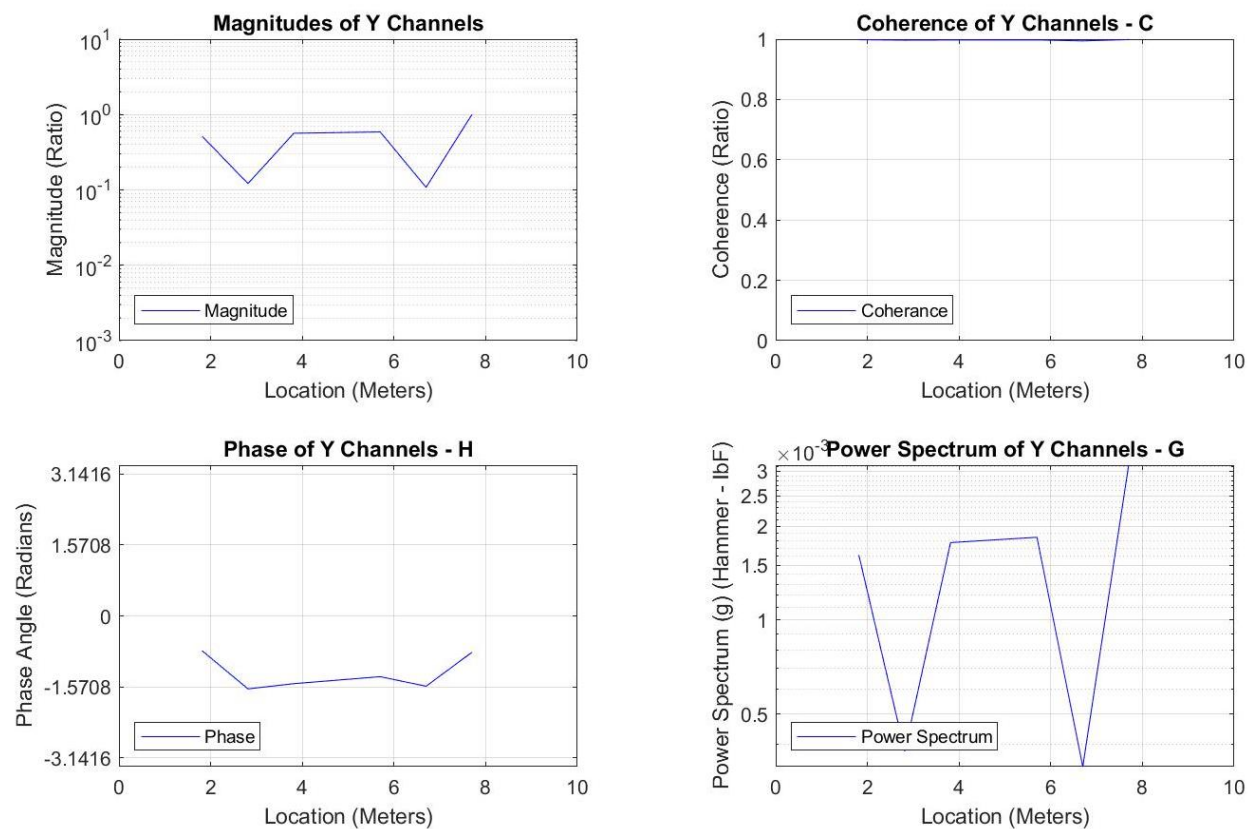 Magnitudes of Y Channels
10^1
10^0
10^-1
10^-2
10^-3
Magnitude (Ratio)
Magnitude
0 2 4 6 8 10
Location (Meters)
Coherence of Y Channels - C
1
0.8
0.6
0.4
0.2
0
Coherence (Ratio)
Coherance
0 2 4 6 8 10
Location (Meters)
Phase of Y Channels - H
3.1416
1.5708
0
-1.5708
-3.1416
Phase Angle (Radians)
Phase
0 2 4 6 8 10
Location (Meters)
×10^-3
Power Spectrum of Y Channels - G
3
2.5
2
1.5
1
0.5
Power Spectrum (g) (Hammer - lbF)
Power Spectrum
0 2 4 6 8 10
Location (Meters)